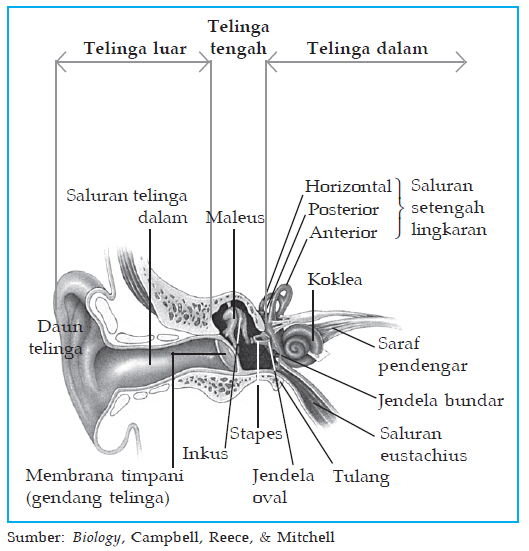 Telinga
Telinga luar
tengah
Telinga dalam
Saluran telinga
dalam
Maleus
Horizontal
Posterior
Anterior
Saluran
setengah
lingkaran
Koklea
Daun
telinga
Saraf
pendengar
Jendela bundar
Saluran
eustachius
Stapes
Inkus
Membrana timpani
(gendang telinga)
Jendela
oval
Tulang
Sumber: Biology, Campbell, Reece, & Mitchell